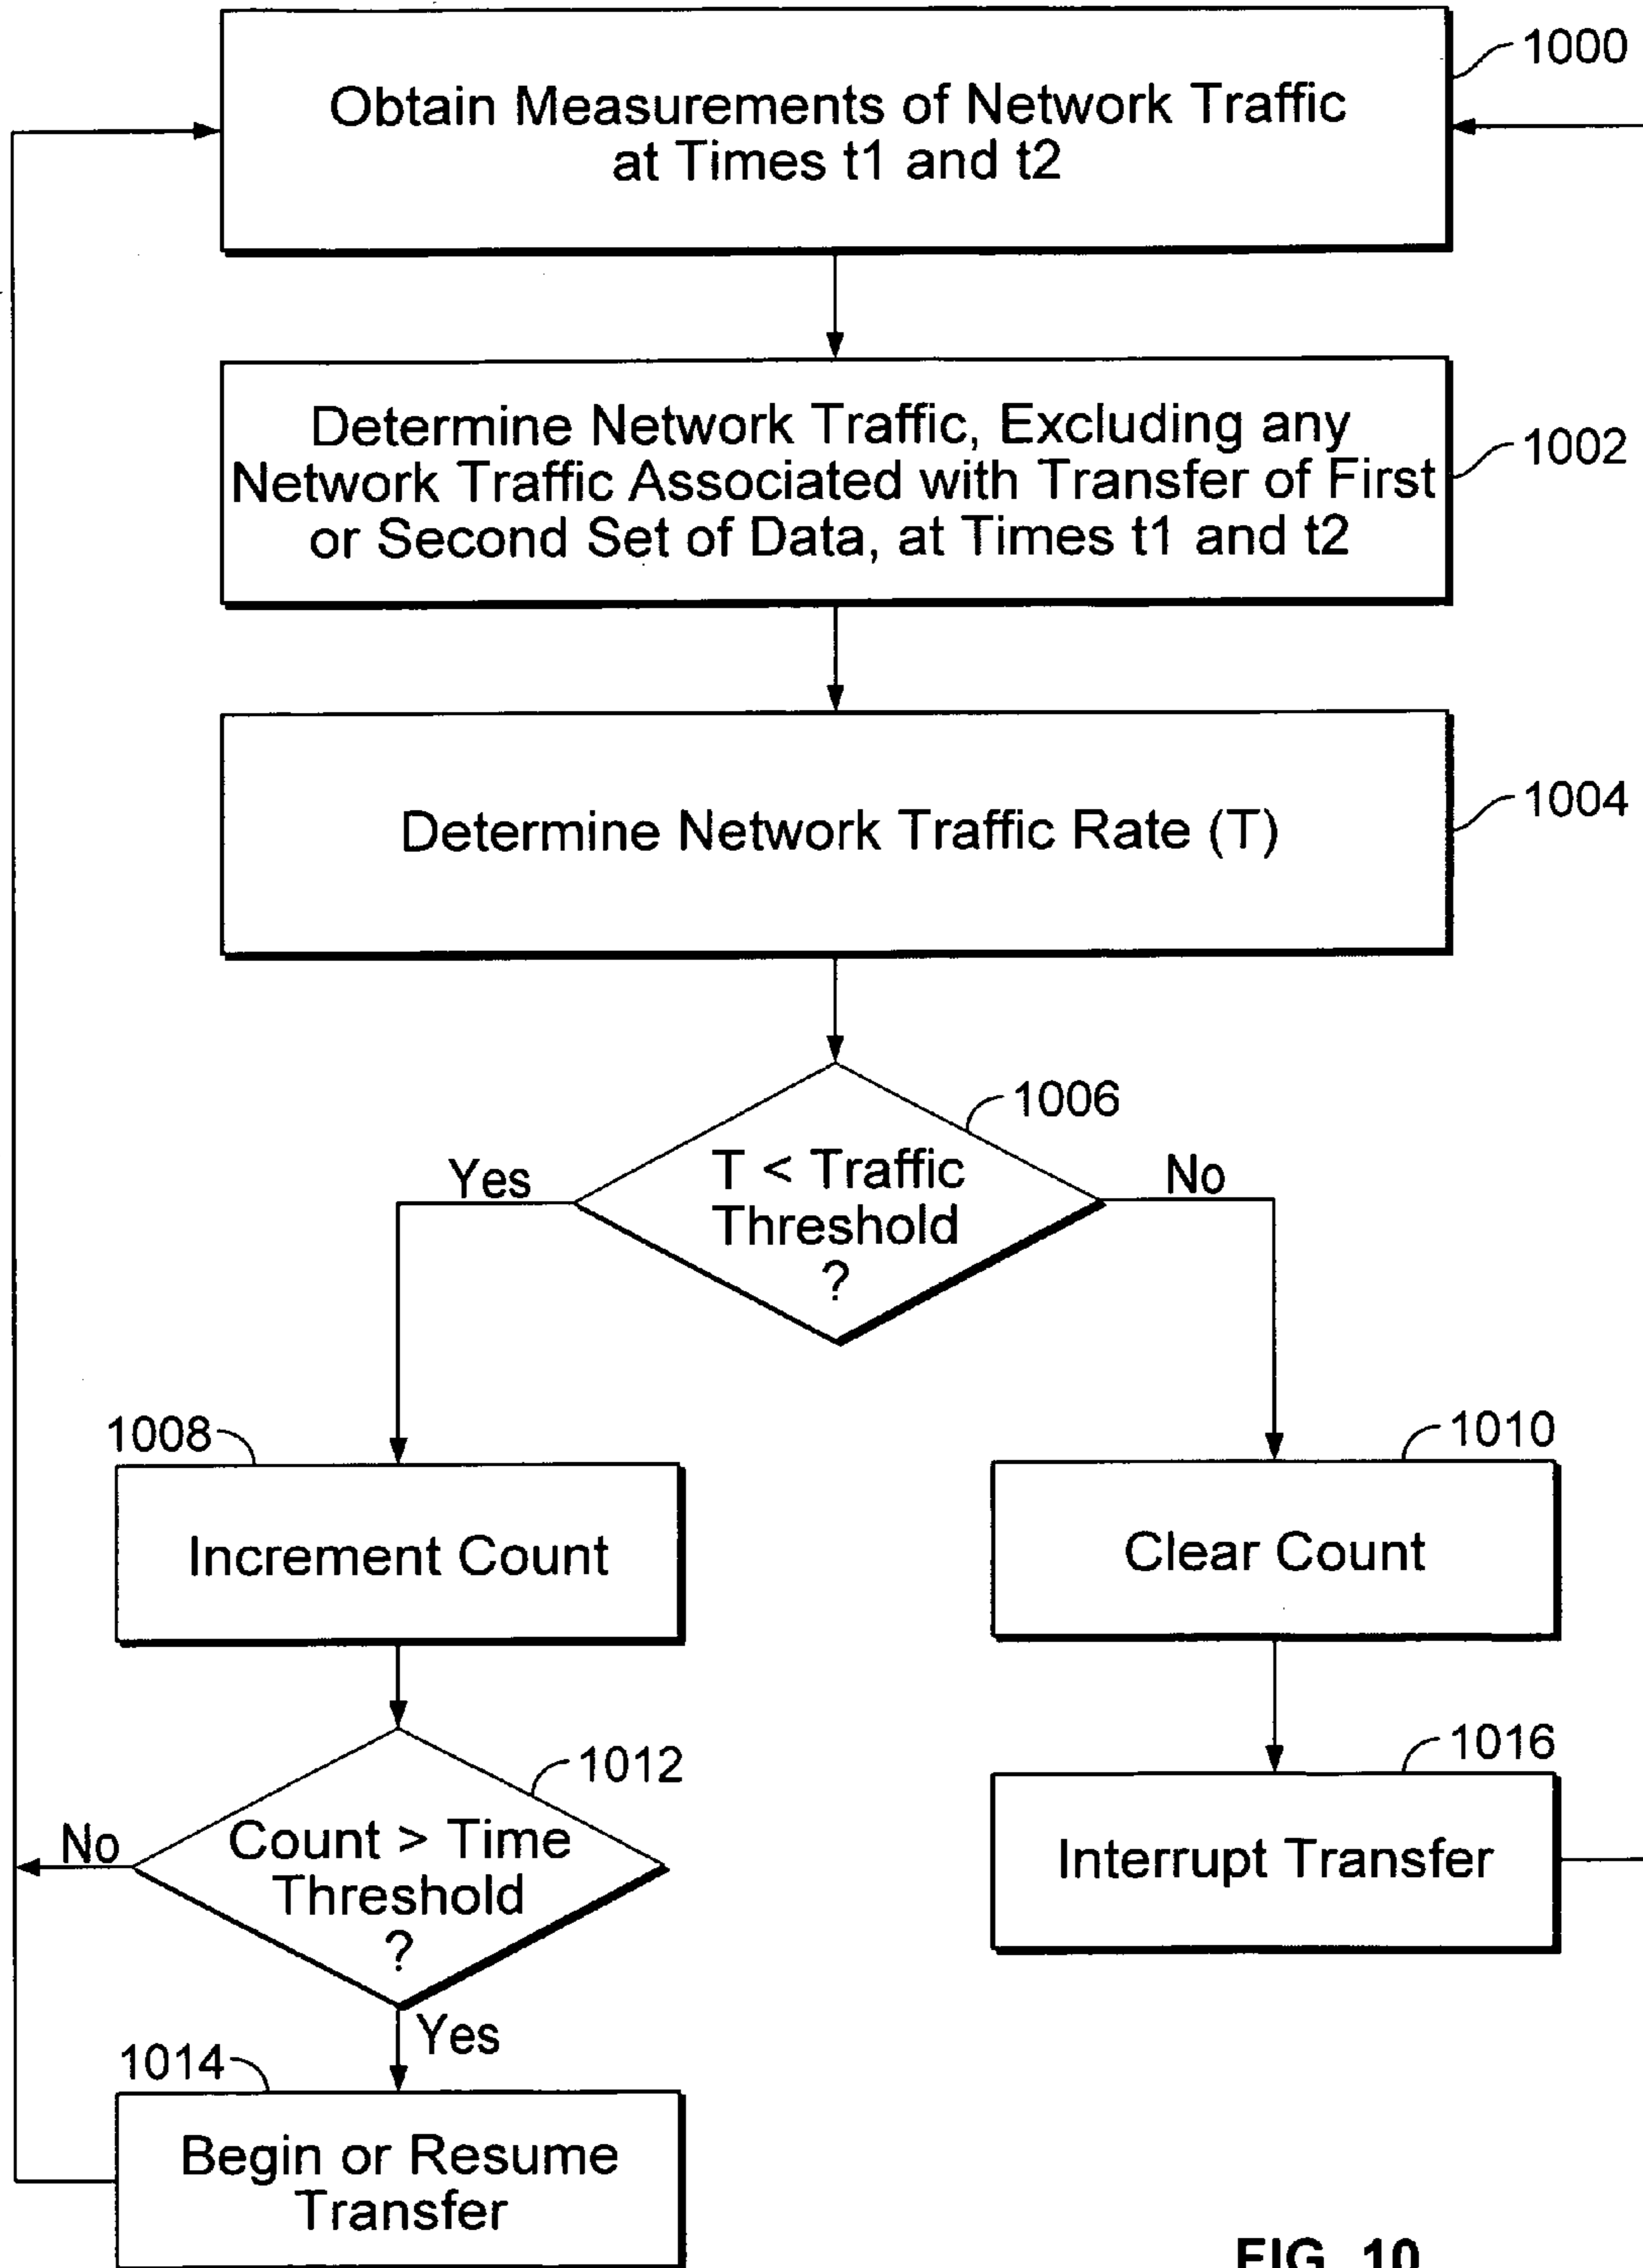 1000
Obtain Measurements of Network Traffic
at Times t1 and t2
Determine Network Traffic, Excluding any
Network Traffic Associated with Transfer of First
or Second Set of Data, at Times t1 and t2
1002
Determine Network Traffic Rate (T)
1004
1006
T < Traffic
Threshold
?
Yes
No
1008
Increment Count
1010
Clear Count
1012
Count > Time
Threshold
?
No
Yes
1016
Interrupt Transfer
1014
Begin or Resume
Transfer
FIG. 10